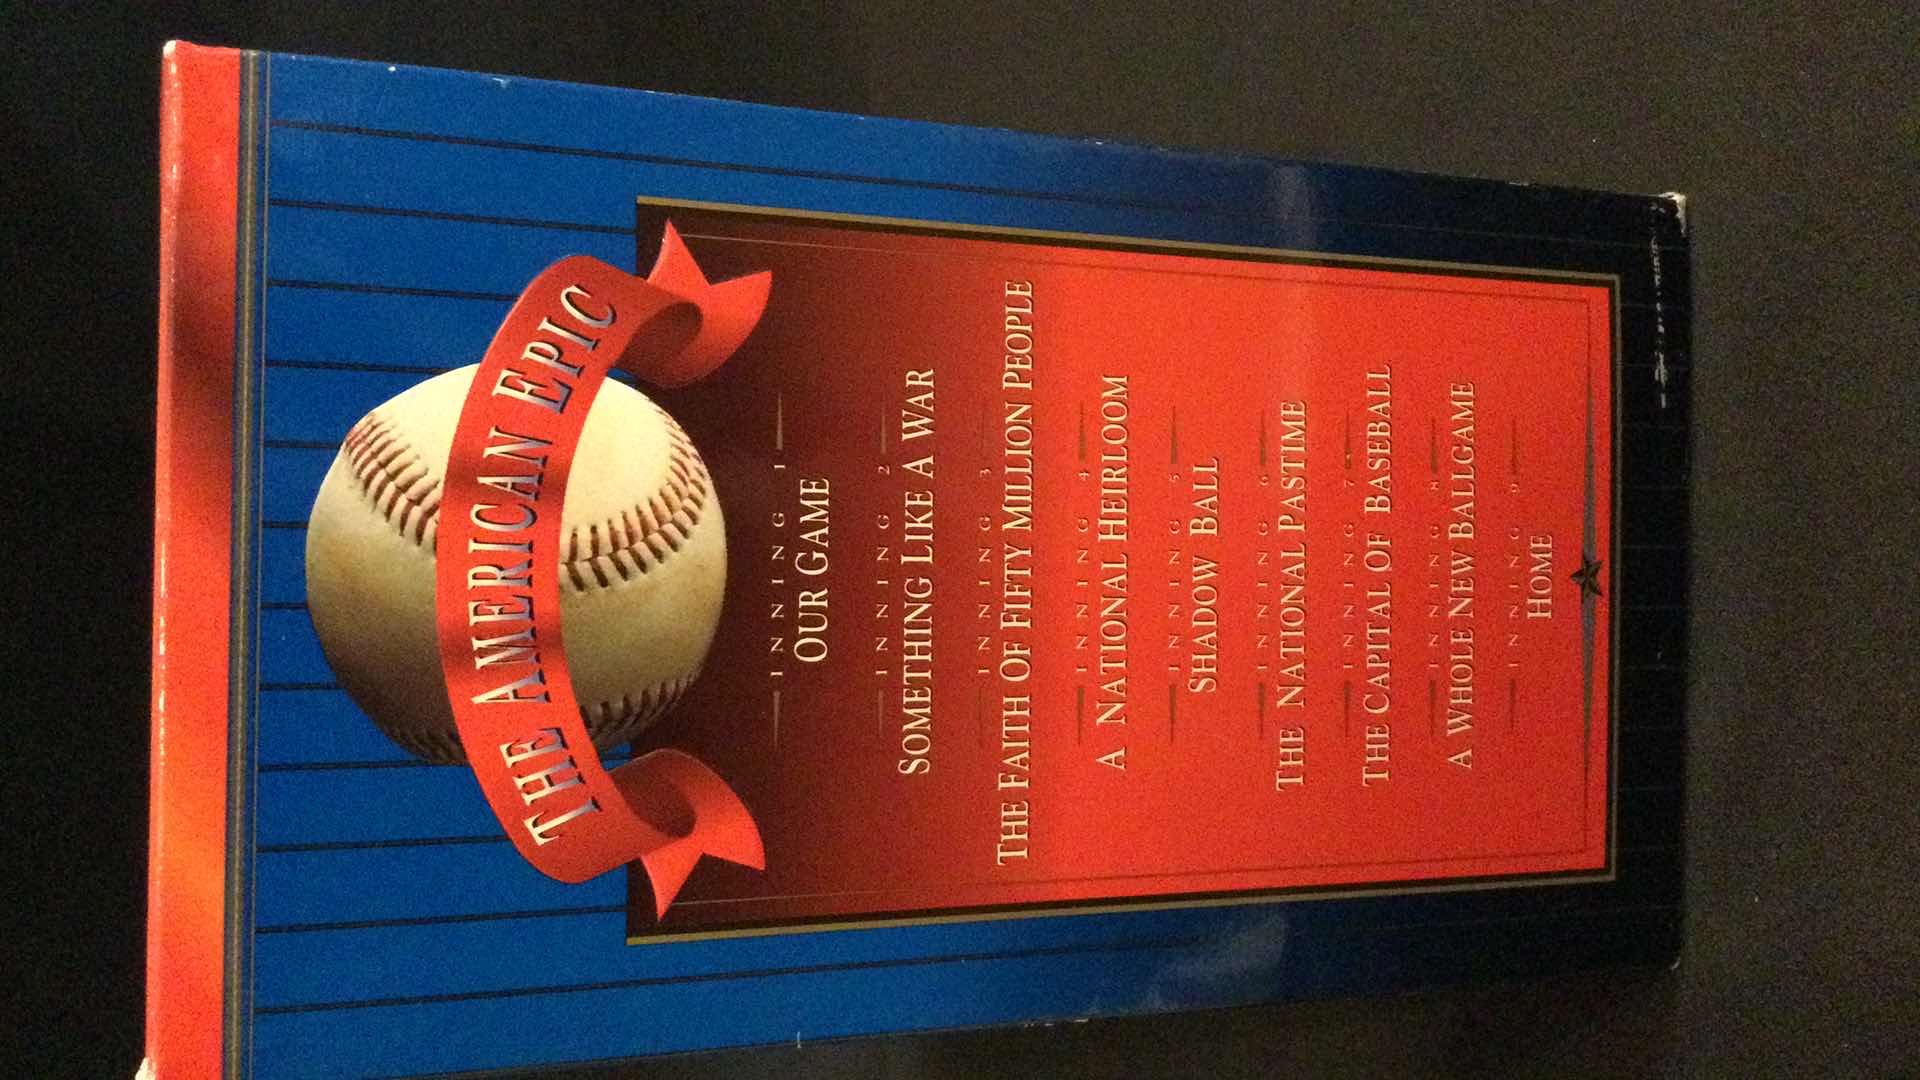 THE AMERICAN EPIC
INNING 1
OUR GAME
INNING 2
SOMETHING LIKE A WAR
INNING 3
THE FAITH OF FIFTY MILLION PEOPLE
INNING 4
A NATIONAL HEIRLOOM
INNING 5
SHADOW BALL
INNING 6
THE NATIONAL PASTIME
INNING 7
THE CAPITAL OF BASEBALL
INNING 8
A WHOLE NEW BALLGAME
INNING 9
HOME